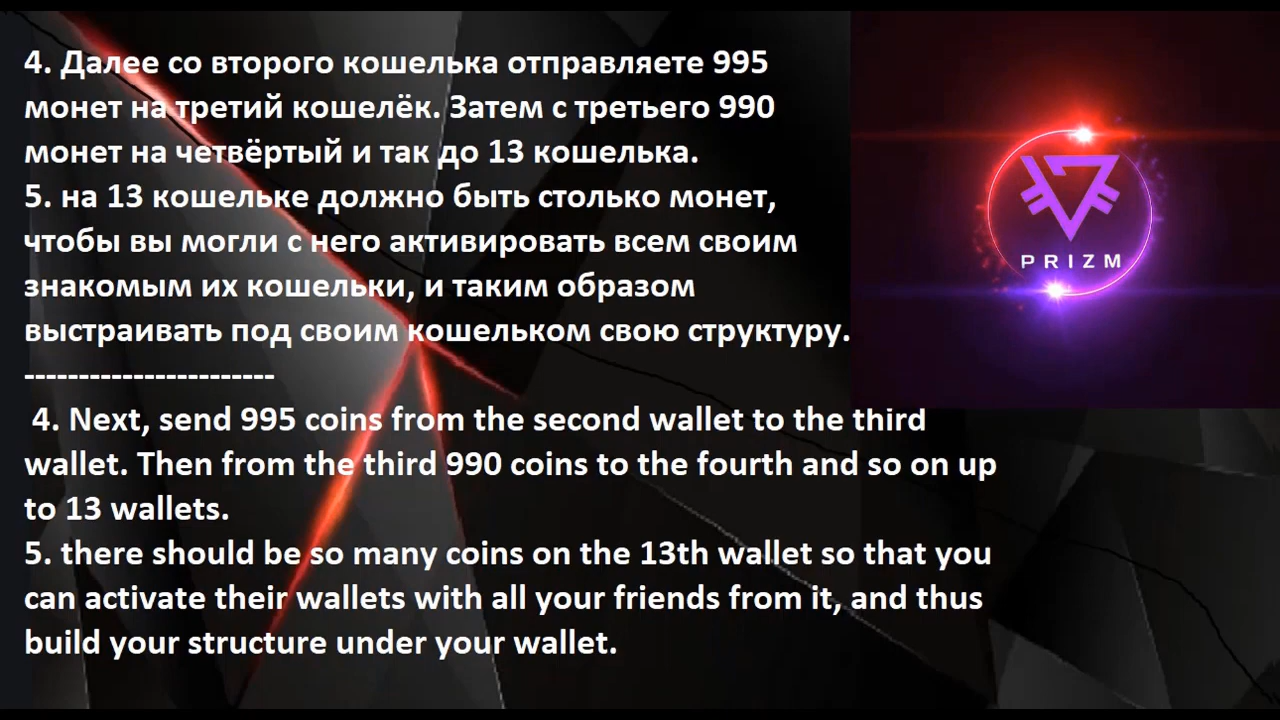 4. Далее со второго кошелька отправляете 995
монет на третий кошелёк. Затем с третьего 990
монет на четвёртый и так до 13 кошелька.
5. на 13 кошельке должно быть столько монет,
чтобы вы могли с него активировать всем своим
знакомым их кошельки, и таким образом
выстраивать под своим кошельком свою структуру.
-----------------------
4. Next, send 995 coins from the second wallet to the third
wallet. Then from the third 990 coins to the fourth and so on up
to 13 wallets.
5. there should be so many coins on the 13th wallet so that you
can activate their wallets with all your friends from it, and thus
build your structure under your wallet.
PRIZM